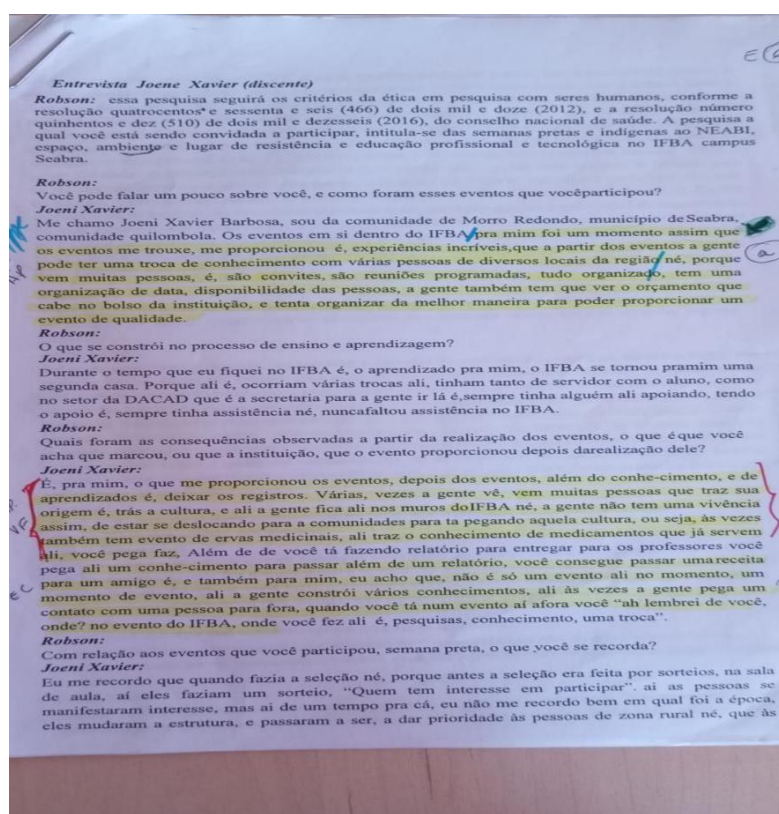 E
Entrevista Joene Xavier (discente)
Robson: essa pesquisa seguirá os critérios da ética em pesquisa com seres humanos, conforme a
resolução quatrocentos e sessenta e seis (466) de dois mil e doze (2012), e a resolução número
quinhentos e dez (510) de dois mil e dezesseis (2016), do conselho nacional de saúde. A pesquisa a
qual você está sendo convidada a participar, intitula-se das semanas pretas e indígenas ao NEABI,
espaço, ambiente e lugar de resistência e educação profissional e tecnológica no IFBA campus
Seabra.
Robson:
Você pode falar um pouco sobre você, e como foram esses eventos que vocêparticipou?
Joeni Xavier:
Me chamo Joeni Xavier Barbosa, sou da comunidade de Morro Redondo, município deSeabra,
comunidade quilombola. Os eventos em si dentro do IFBA pra mim foi um momento assim que
os eventos me trouxe, me proporcionou é, experiências incríveis,que a partir dos eventos a gente
pode ter uma troca de conhecimento com várias pessoas de diversos locais da região né, porque
a
vem muitas pessoas, é, são convites, são reuniões programadas, tudo organizado, tem uma
organização de data, disponibilidade das pessoas, a gente também tem que ver o orçamento que
cabe no bolso da instituição, e tenta organizar da melhor maneira para poder proporcionar um
evento de qualidade.
Robson:
O que se constrói no processo de ensino e aprendizagem?
Joeni Xavier:
Durante o tempo que eu fiquei no IFBA é, o aprendizado pra mim, o IFBA se tornou pramim uma
segunda casa. Porque ali é, ocorriam várias trocas ali, tinham tanto de servidor com o aluno, como
no setor da DACAD que é a secretaria para a gente ir lá é,sempre tinha alguém ali apoiando, tendo
o apoio é, sempre tinha assistência né, nuncafaltou assistência no IFBA.
Robson:
Quais foram as consequências observadas a partir da realização dos eventos, o que éque você
acha que marcou, ou que a instituição, que o evento proporcionou depois darealização dele?
Joeni Xavier:
É, pra mim, o que me proporcionou os eventos, depois dos eventos, além do conhe-cimento, e de
aprendizados é, deixar os registros. Várias, vezes a gente vê, vem muitas pessoas que traz sua
origem é, trás a cultura, e ali a gente fica ali nos muros doIFBA né, a gente não tem uma vivência
assim, de estar se deslocando para a comunidades para ta pegando aquela cultura, ou seja, às vezes
também tem evento de ervas medicinais, ali traz o conhecimento de medicamentos que já servem
ali, você pega faz, Além de de você tá fazendo relatório para entregar para os professores você
pega ali um conhe-cimento para passar além de um relatório, você consegue passar umareceita
EC
para um amigo é, e também para mim, eu acho que, não é só um evento ali no momento, um
momento de evento, ali a gente constrói vários conhecimentos, ali às vezes a gente pega um
contato com uma pessoa para fora, quando você tá num evento aí afora você “ah lembrei de você,
onde? no evento do IFBA, onde você fez ali é, pesquisas, conhecimento, uma troca”.
Robson:
Com relação aos eventos que você participou, semana preta, o que você se recorda?
Joeni Xavier:
Eu me recordo que quando fazia a seleção né, porque antes a seleção era feita por sorteios, na sala
de aula, aí eles faziam um sorteio, “Quem tem interesse em participar”. ai as pessoas se
manifestaram interesse, mas ai de um tempo pra cá, eu não me recordo bem em qual foi a época,
eles mudaram a estrutura, e passaram a ser, a dar prioridade às pessoas de zona rural né, que às